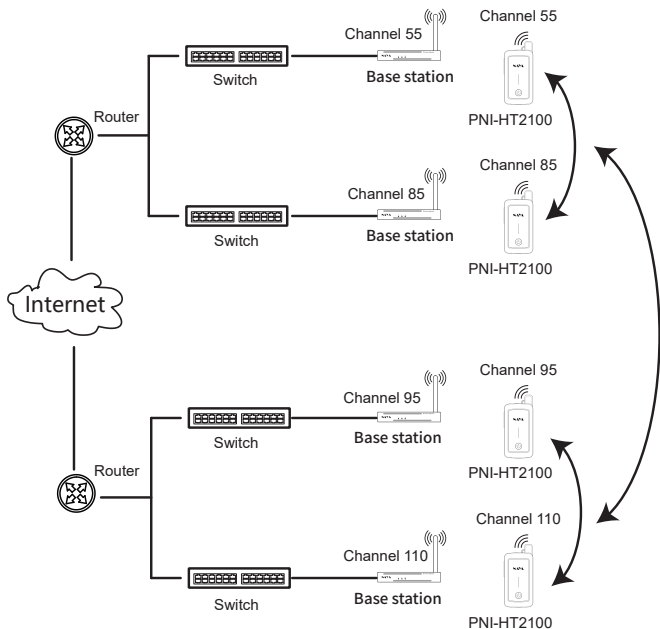 Channel 55
Channel 55
Switch
Base station
Router
PNI-HT2100
Channel 85
Channel 85
Switch
Base station
PNI-HT2100
Internet
Channel 95
Channel 95
Switch
Base station
Router
PNI-HT2100
Channel 110
Channel 110
Switch
Base station
PNI-HT2100